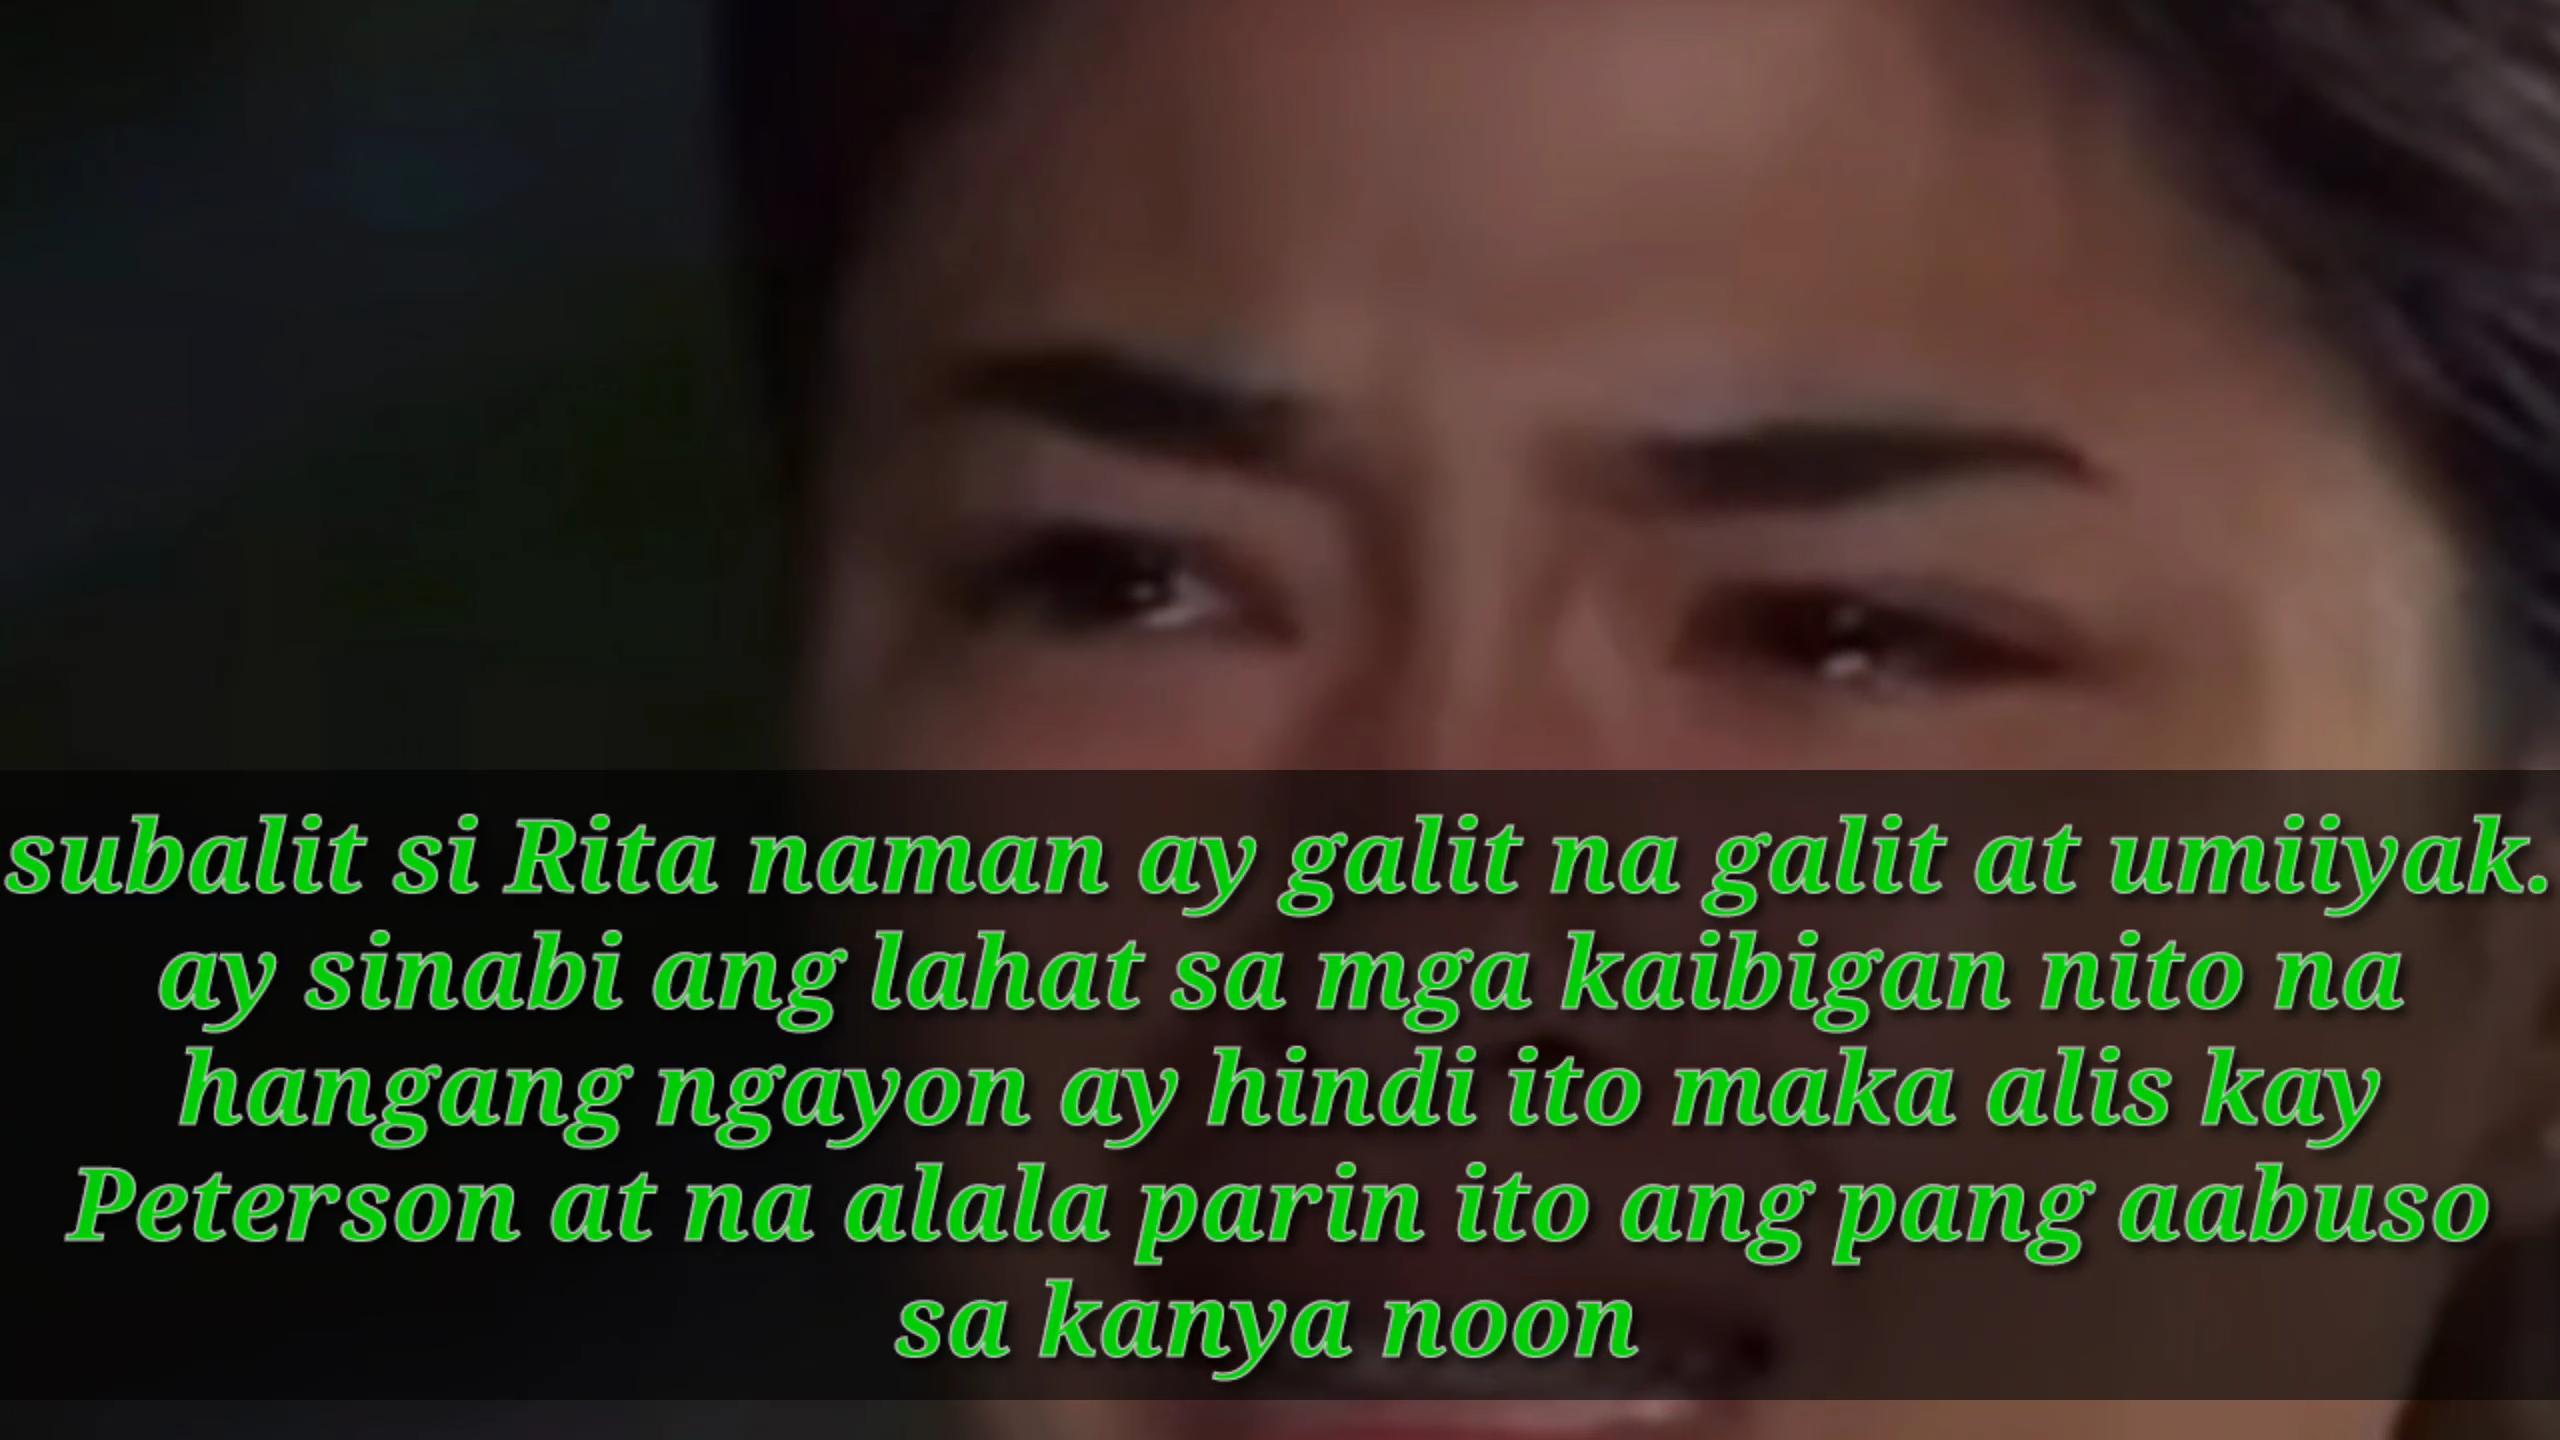 subalit si Rita naman ay galit na galit at umiiyak.
ay sinabi ang lahat sa mga kaibigan nito na
hangang ngayon ay hindi ito maka alis kay
Peterson at na alala parin ito ang pang aabuso
sa kanya noon